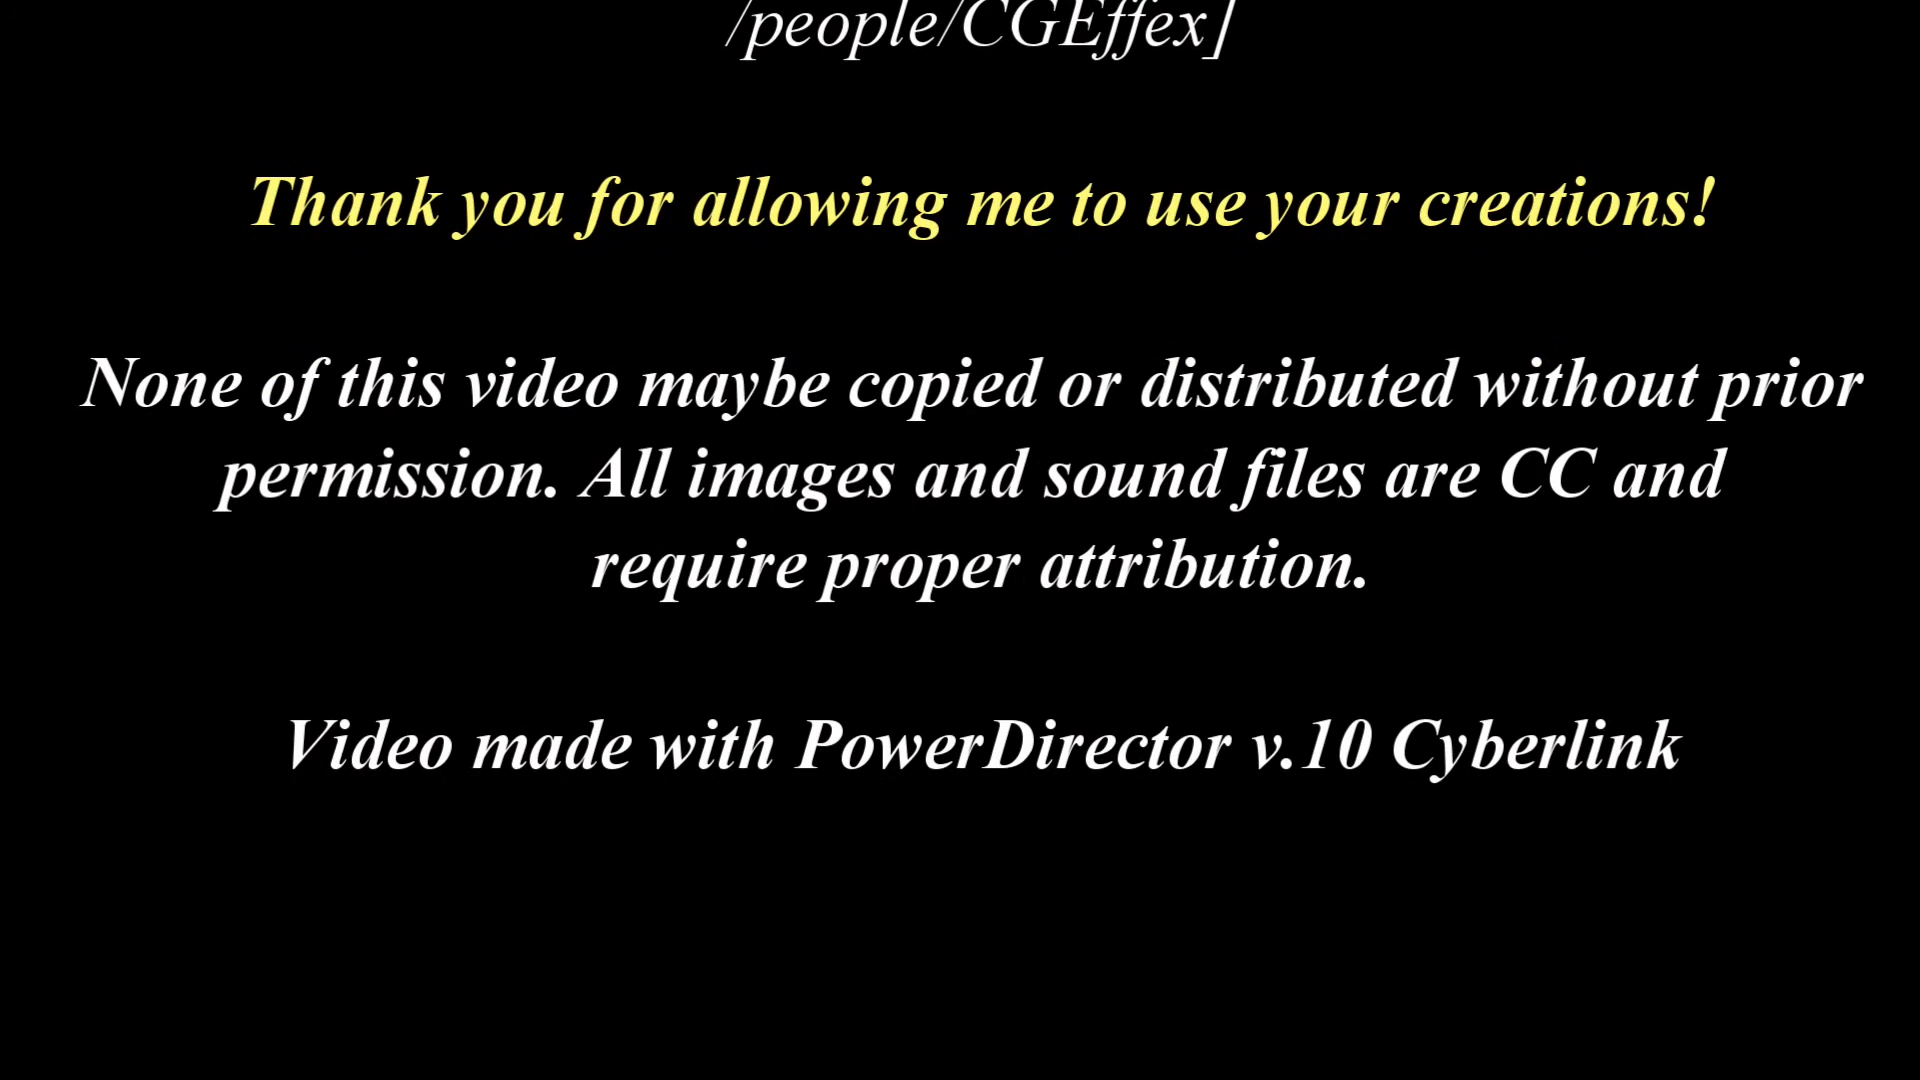 /people/CGEffex]
Thank you for allowing me to use your creations!
None of this video maybe copied or distributed without prior
permission. All images and sound files are CC and
require proper attribution.
Video made with PowerDirector v.10 Cyberlink